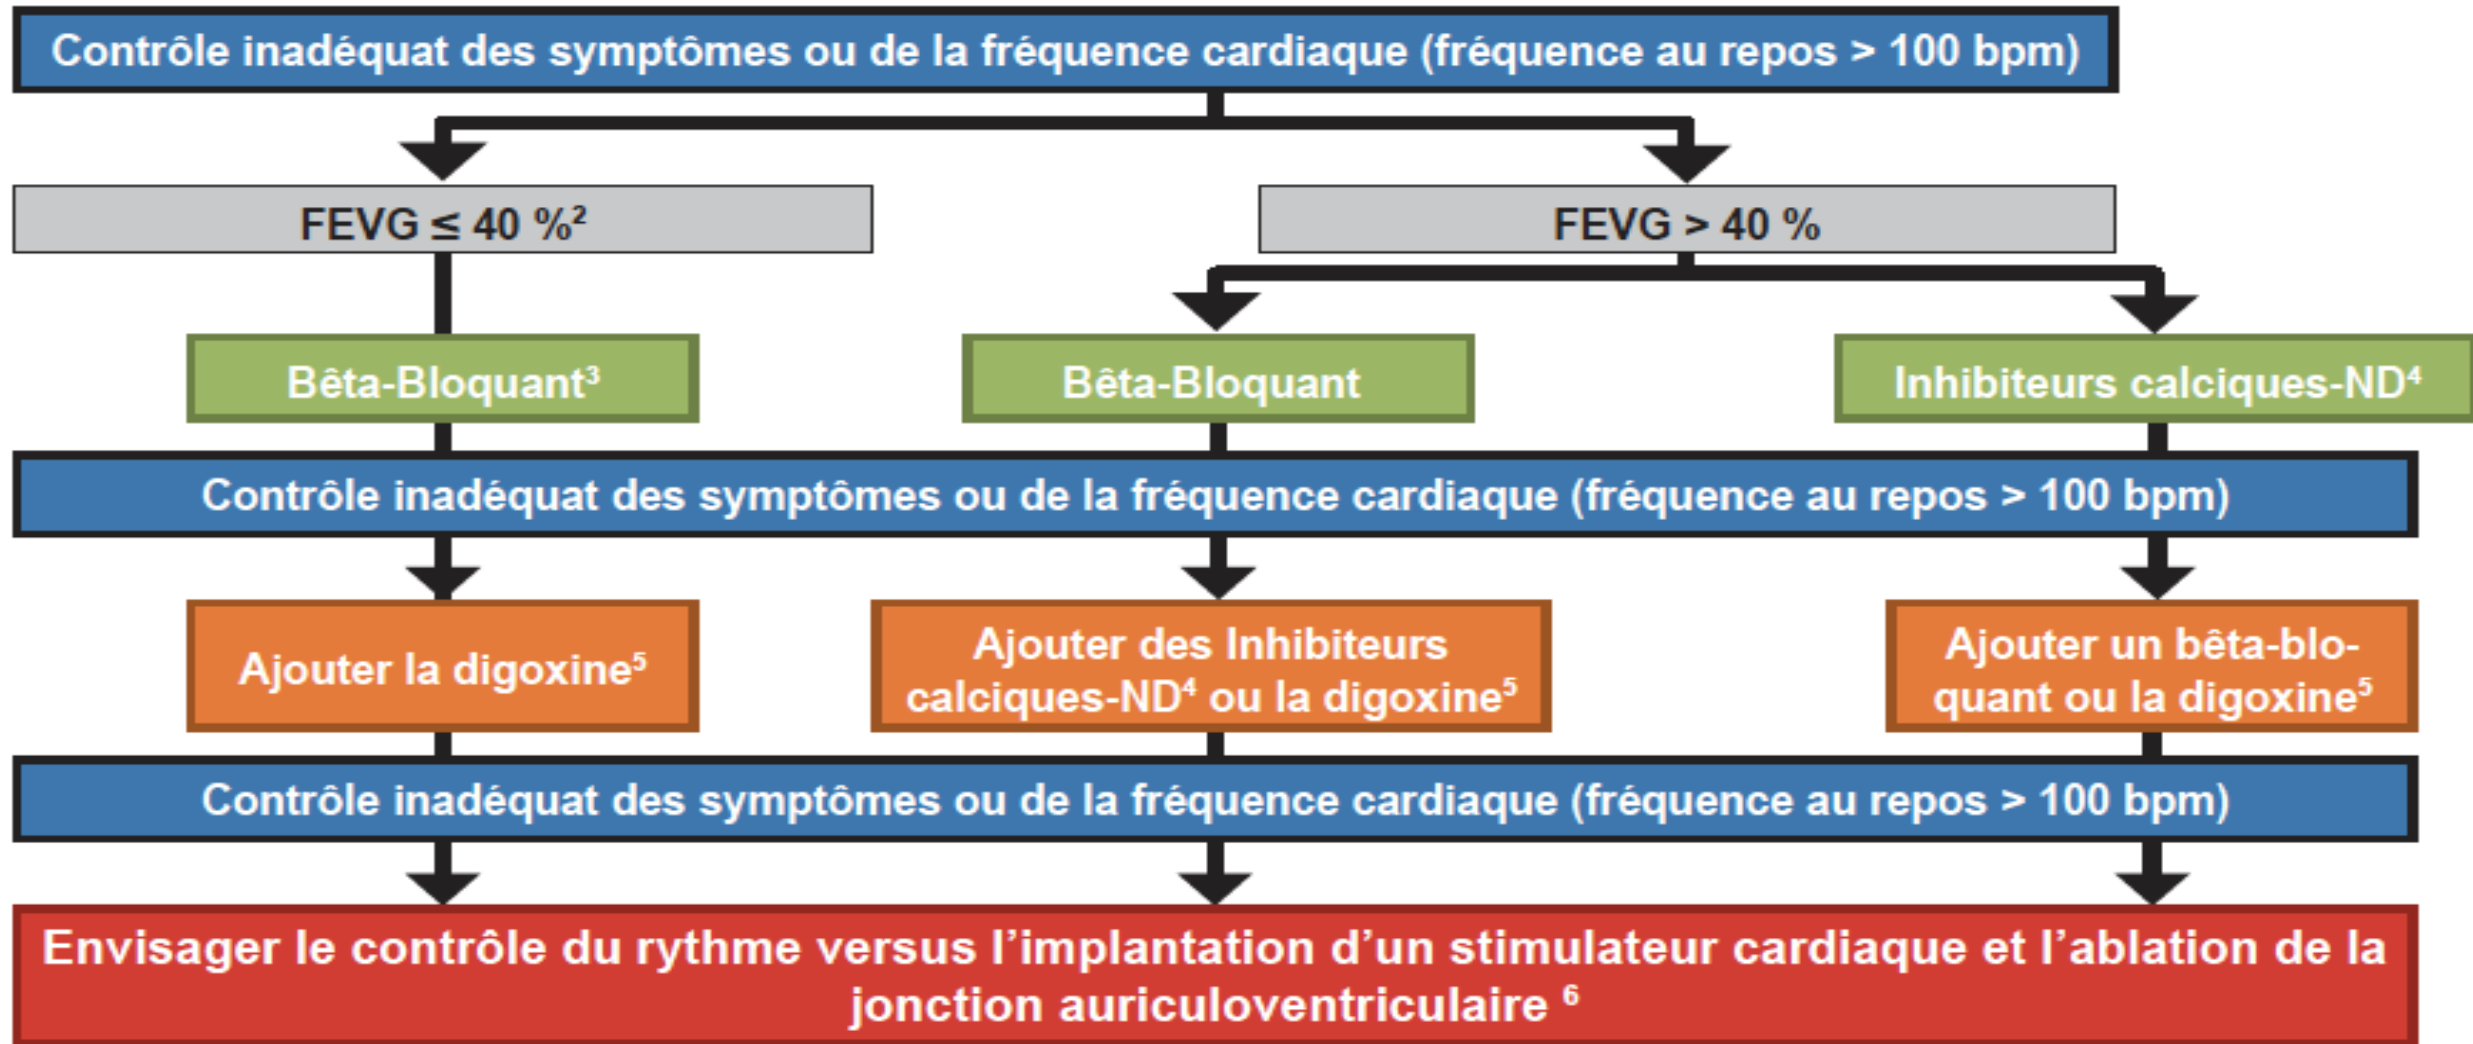 Contrôle inadéquat des symptômes ou de la fréquence cardiaque (fréquence au repos > 100 bpm)
FEVG ≤ 40 %²
FEVG > 40 %
Bêta-Bloquant³
Bêta-Bloquant
Inhibiteurs calciques-ND⁴
Contrôle inadéquat des symptômes ou de la fréquence cardiaque (fréquence au repos > 100 bpm)
Ajouter la digoxine⁵
Ajouter des Inhibiteurs
calciques-ND⁴ ou la digoxine⁵
Ajouter un bêta-blo-
quant ou la digoxine⁵
Contrôle inadéquat des symptômes ou de la fréquence cardiaque (fréquence au repos > 100 bpm)
Envisager le contrôle du rythme versus l’implantation d’un stimulateur cardiaque et l’ablation de la
jonction auriculoventriculaire ⁶